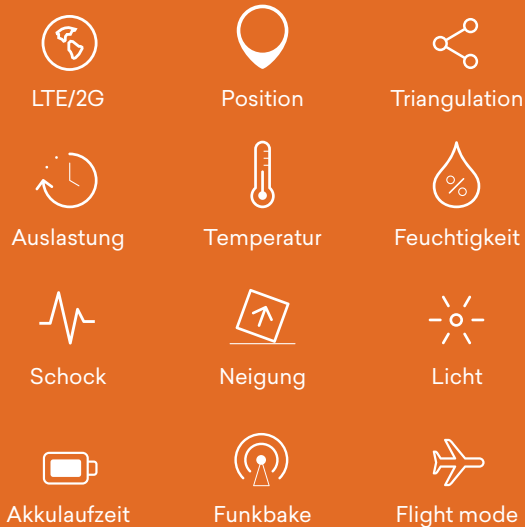 LTE/2G
Position
Triangulation
%
Auslastung
Temperatur
Feuchtigkeit
Schock
Neigung
Licht
Akkulaufzeit
Funkbake
Flight mode